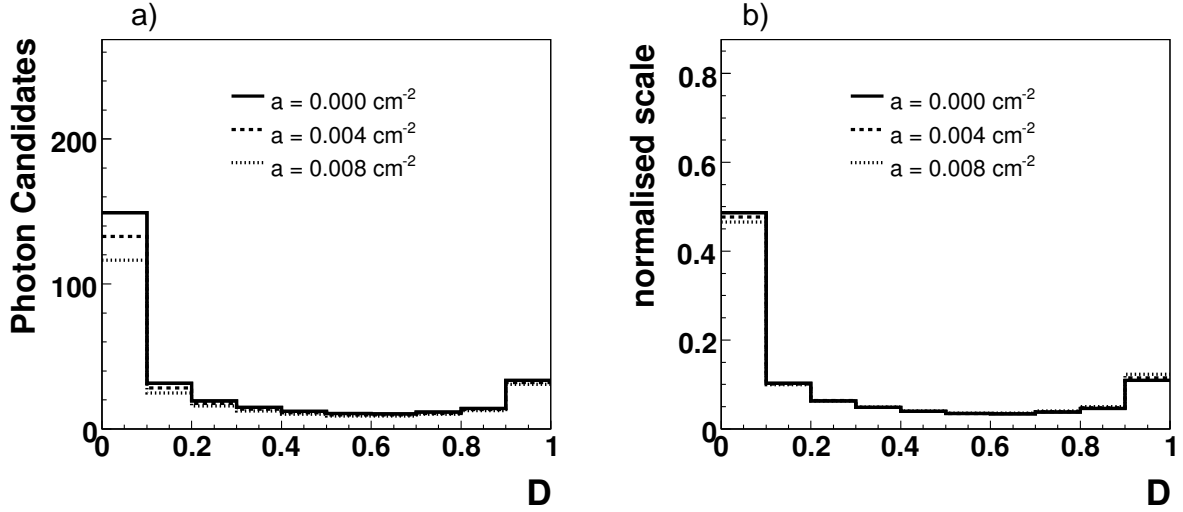 a)
Photon Candidates
200
100
0
a = 0.000 cm⁻²
a = 0.004 cm⁻²
a = 0.008 cm⁻²
0 0.2 0.4 0.6 0.8 1
D
b)
normalised scale
0.8
0.6
0.4
0.2
0
a = 0.000 cm⁻²
a = 0.004 cm⁻²
a = 0.008 cm⁻²
0 0.2 0.4 0.6 0.8 1
D